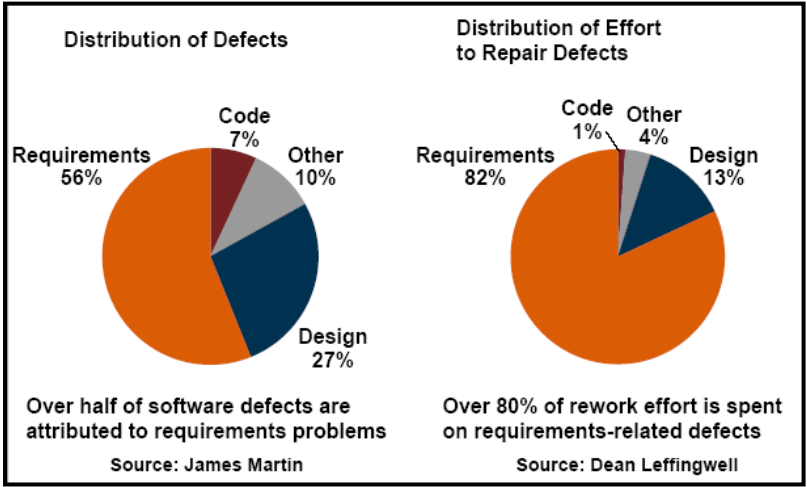 Distribution of Defects
Code
7%
Other
10%
Requirements
56%
Design
27%
Over half of software defects are
attributed to requirements problems
Source: James Martin
Distribution of Effort
to Repair Defects
Code
1%
Other
4%
Requirements
82%
Design
13%
Over 80% of rework effort is spent
on requirements-related defects
Source: Dean Leffingwell